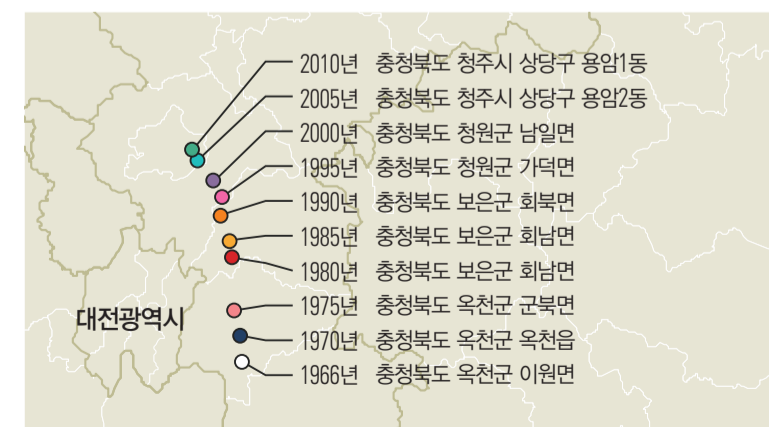 2010년 충청북도 청주시 상당구 용암1동
2005년 충청북도 청주시 상당구 용암2동
2000년 충청북도 청원군 남일면
1995년 충청북도 청원군 가덕면
1990년 충청북도 보은군 회북면
1985년 충청북도 보은군 회남면
1980년 충청북도 보은군 회남면
1975년 충청북도 옥천군 군북면
대전광역시
1970년 충청북도 옥천군 옥천읍
1966년 충청북도 옥천군 이원면